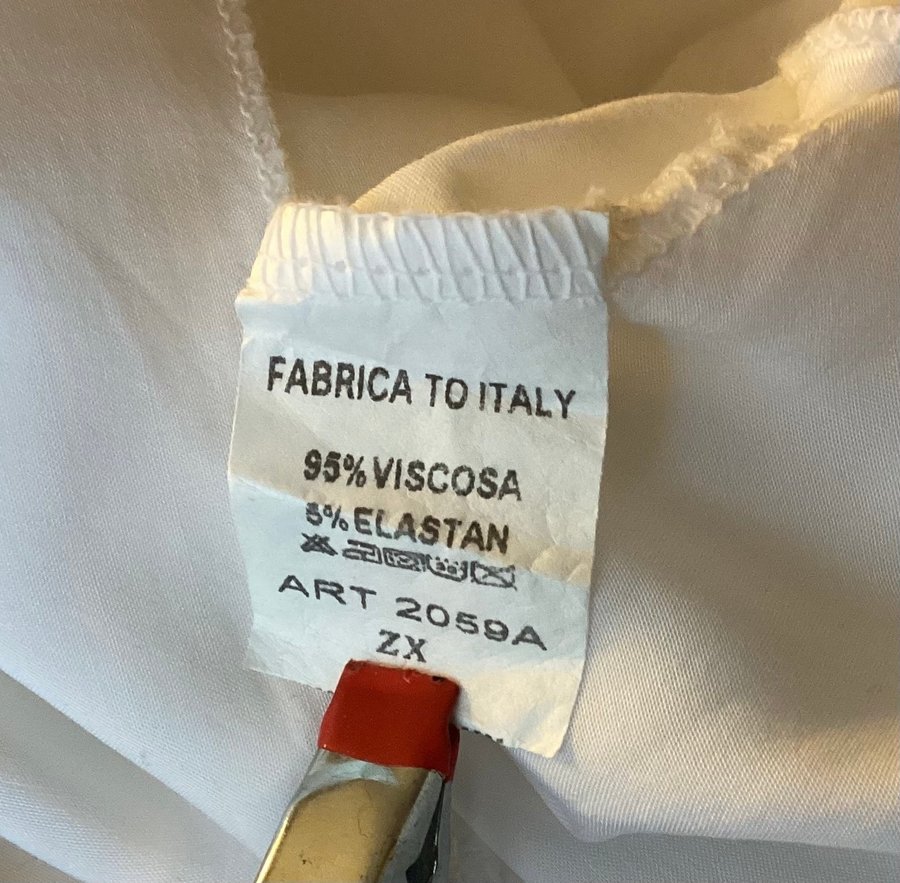 FABRICA TO ITALY
95% VISCOSA
5% ELASTAN
ART 2059A
ZX